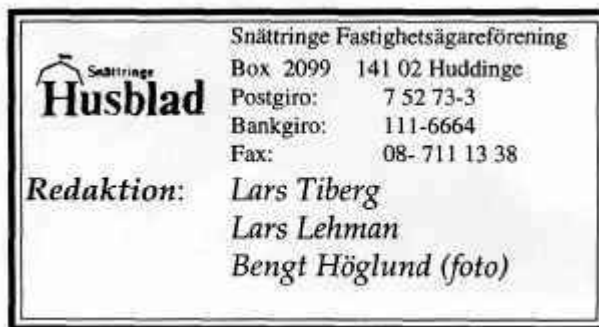 Snättringe
Husblad
Snättringe Fastighetsägareförening
Box 2099 141 02 Huddinge
Postgiro: 7 52 73-3
Bankgiro: 111-6664
Fax: 08- 711 13 38
Redaktion: Lars Tiberg
Lars Lehman
Bengt Höglund (foto)